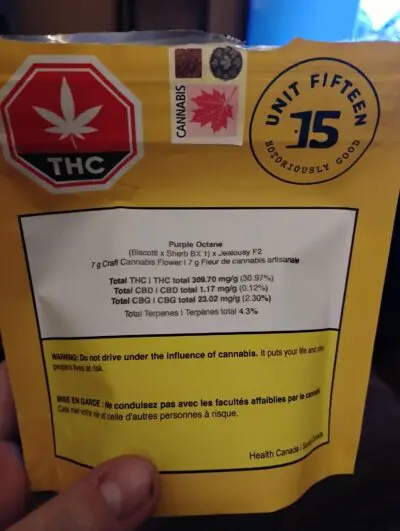 THC
CANNABIS
UNIT FIFTEEN
15
NOTORIOUSLY GOOD
Purple Octane
(Biscotti x Sherb BX 1) x Jealousy F2
7 g Craft Cannabis Flower | 7 g Fleur de cannabis artisanale
Total THC | THC total 309.70 mg/g (30.97%)
Total CBD | CBD total 1.17 mg/g (0.12%)
Total CBG | CBG total 23.02 mg/g (2.30%)
Total Terpenes | Terpènes total 4.3%
WARNING: Do not drive under the influence of cannabis. It puts your life and other
people's lives at risk.
MISE EN GARDE : Ne conduisez pas avec les facultés affaiblies par le cannabis.
Cela met votre vie et celle d'autres personnes à risque.
Health Canada | Santé Canada